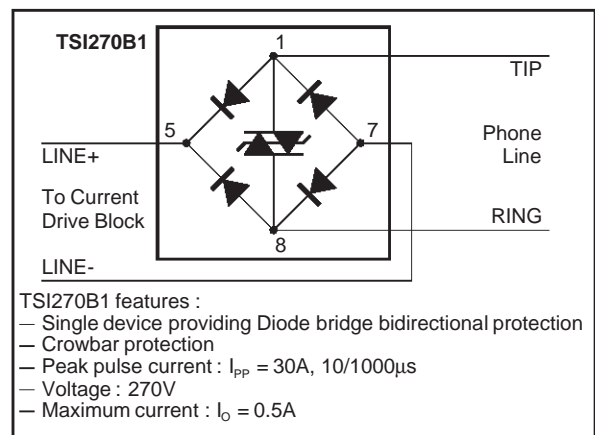 TSI270B1
1
TIP
5
7
LINE+
Phone
Line
To Current
Drive Block
RING
8
LINE-
TSI270B1 features :
— Single device providing Diode bridge bidirectional protection
— Crowbar protection
— Peak pulse current : IPP = 30A, 10/1000µs
— Voltage : 270V
— Maximum current : IO = 0.5A